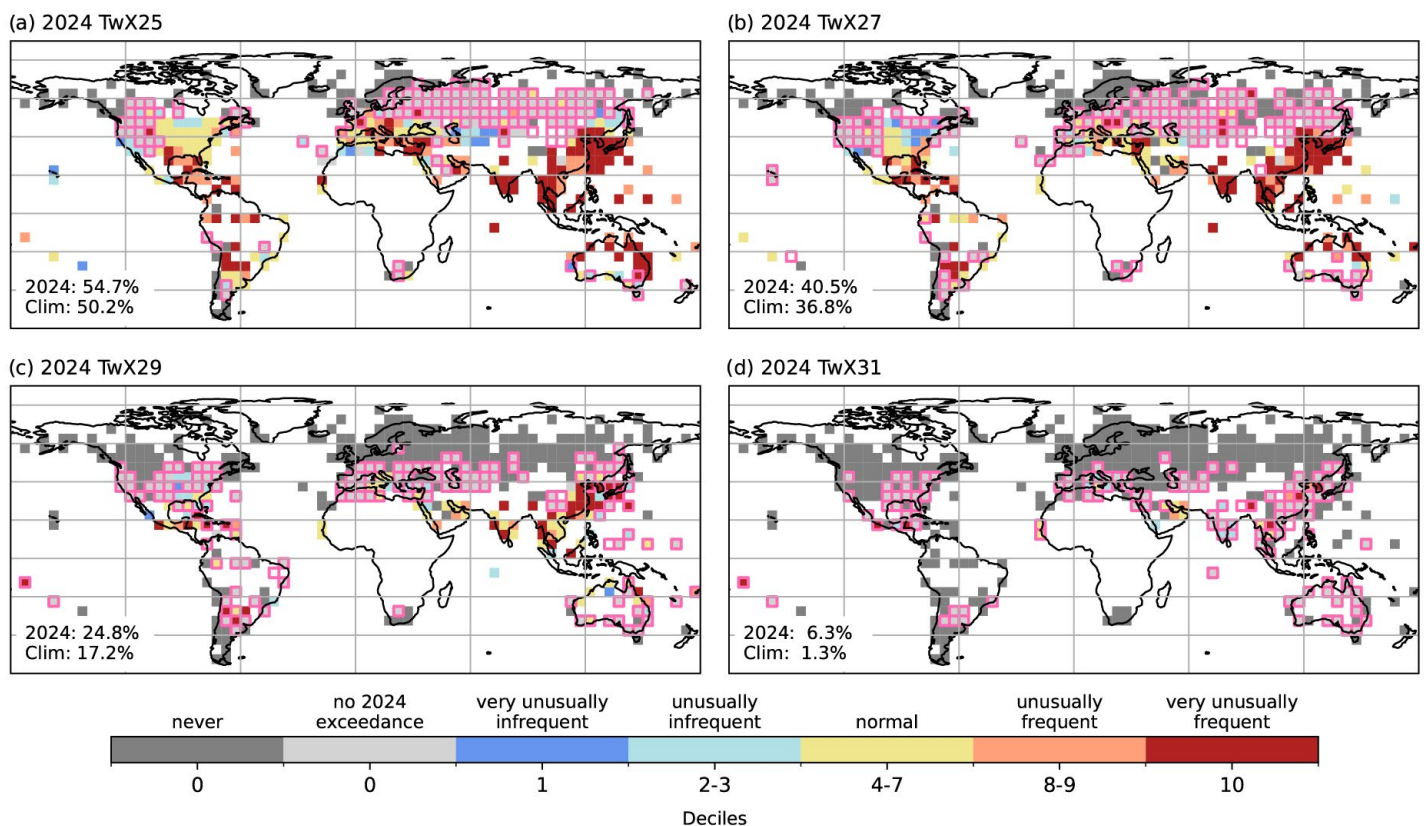 (a) 2024 TwX25
(b) 2024 TwX27
2024: 54.7%
Clim: 50.2%
2024: 40.5%
Clim: 36.8%
(c) 2024 TwX29
(d) 2024 TwX31
2024: 24.8%
Clim: 17.2%
2024: 6.3%
Clim: 1.3%
never
no 2024
exceedance
very unusually
infrequent
unusually
infrequent
normal
unusually
frequent
very unusually
frequent
0
0
1
2-3
4-7
8-9
10
Deciles